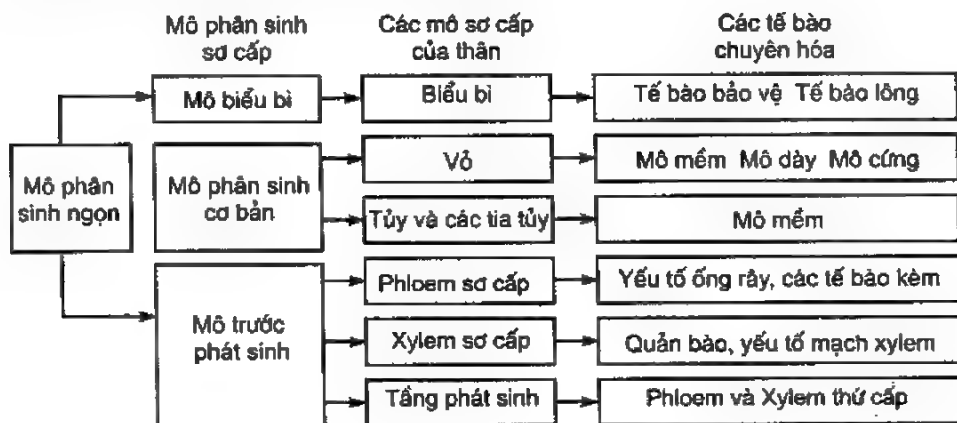 Mô phân sinh
sơ cấp
Các mô sơ cấp
của thân
Các tế bào
chuyên hóa
Mô phân
sinh ngọn
Mô biểu bì
Biểu bì
Tế bào bảo vệ Tế bào lông
Mô phân sinh
cơ bản
Vỏ
Mô mềm Mô dày Mô cứng
Tủy và các tia tủy
Mô mềm
Mô trước
phát sinh
Phloem sơ cấp
Yếu tố ống rây, các tế bào kèm
Xylem sơ cấp
Quản bào, yếu tố mạch xylem
Tầng phát sinh
Phloem và Xylem thứ cấp